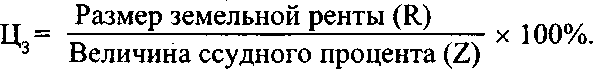 Цз = Размер земельной ренты (R) / Величина ссудного процента (Z) × 100%.